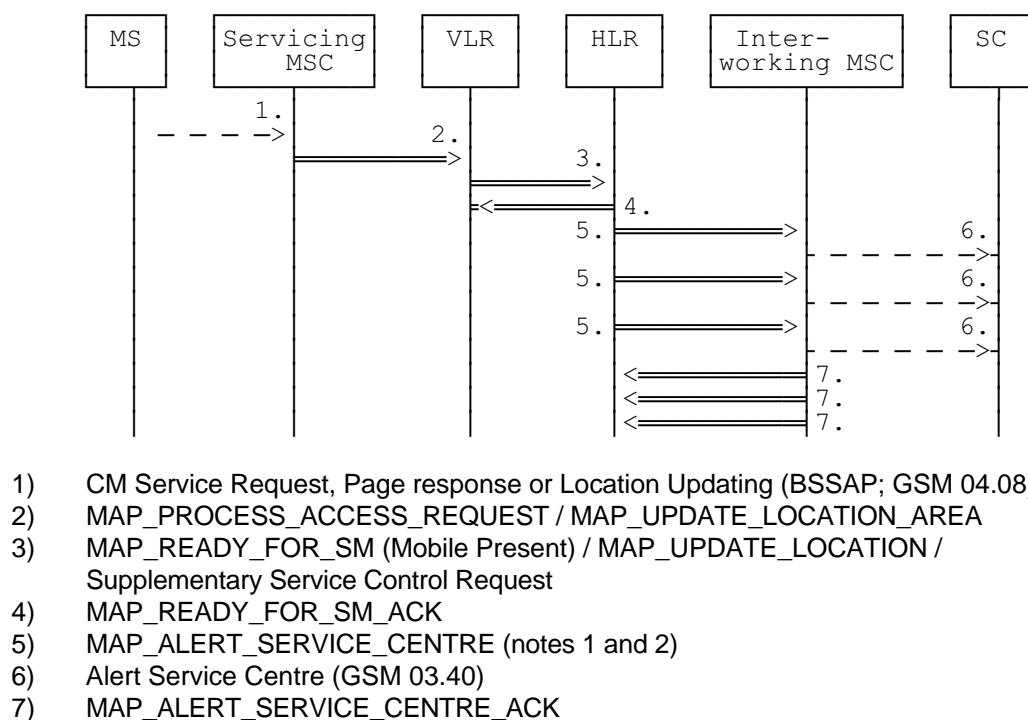 MS
Servicing
MSC
VLR
HLR
Inter-
working MSC
SC
1.
2.
3.
4.
5.
6.
5.
6.
5.
6.
7.
7.
7.
1) CM Service Request, Page response or Location Updating (BSSAP; GSM 04.08)
2) MAP_PROCESS_ACCESS_REQUEST / MAP_UPDATE_LOCATION_AREA
3) MAP_READY_FOR_SM (Mobile Present) / MAP_UPDATE_LOCATION /
Supplementary Service Control Request
4) MAP_READY_FOR_SM_ACK
5) MAP_ALERT_SERVICE_CENTRE (notes 1 and 2)
6) Alert Service Centre (GSM 03.40)
7) MAP_ALERT_SERVICE_CENTRE_ACK